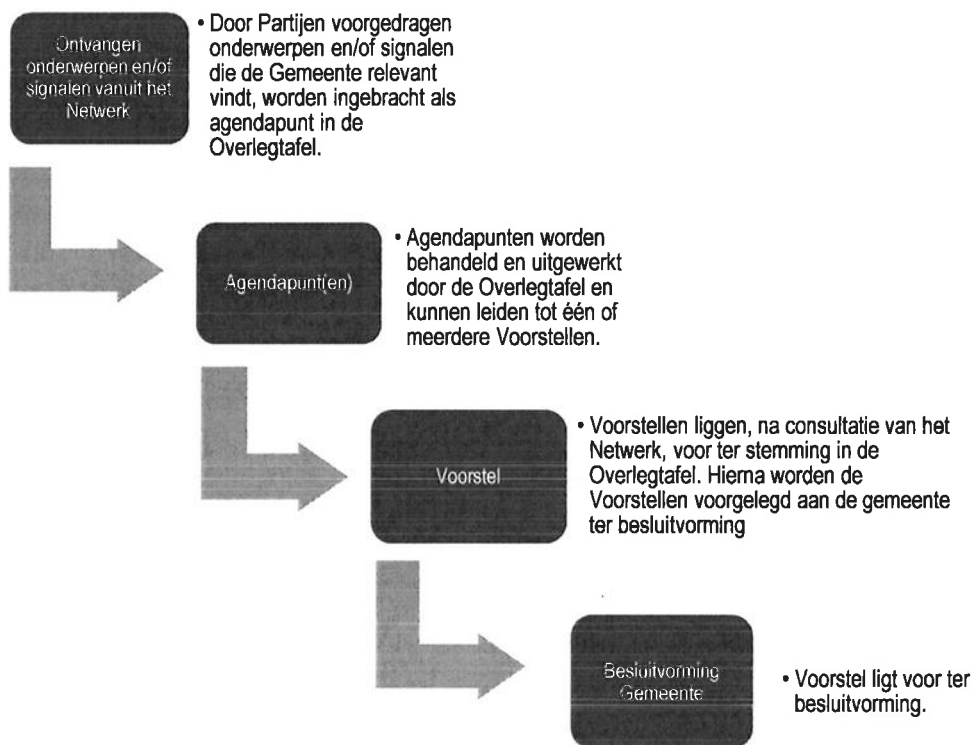 Ontvangen
onderwerpen en/of
signalen vanuit het
Netwerk
• Door Partijen voorgedragen
onderwerpen en/of signalen
die de Gemeente relevant
vindt, worden ingebracht als
agendapunt in de
Overlegtafel.
Agendapunt(en)
• Agendapunten worden
behandeld en uitgewerkt
door de Overlegtafel en
kunnen leiden tot één of
meerdere Voorstellen.
Voorstel
• Voorstellen liggen, na consultatie van het
Netwerk, voor ter stemming in de
Overlegtafel. Hierna worden de
Voorstellen voorgelegd aan de gemeente
ter besluitvorming
Besluitvorming
Gemeente
• Voorstel ligt voor ter
besluitvorming.